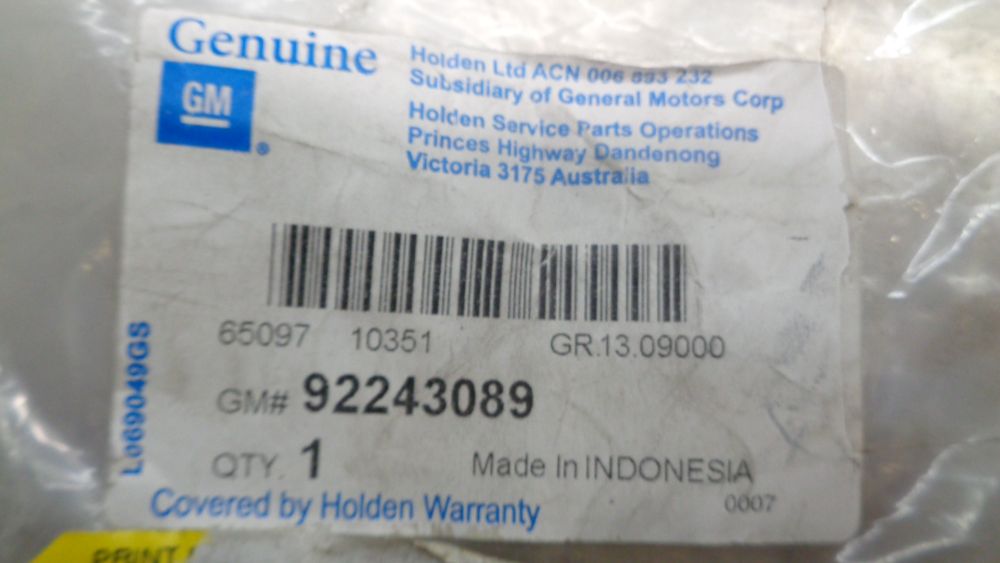 Genuine
GM
®
Holden Ltd ACN 006 893 232
Subsidiary of General Motors Corp
Holden Service Parts Operations
Princes Highway Dandenong
Victoria 3175 Australia
65097 10351 GR.13.09000
GM# 92243089
QTY. 1 Made In INDONESIA
0007
Covered by Holden Warranty
L069049GS
PRINT